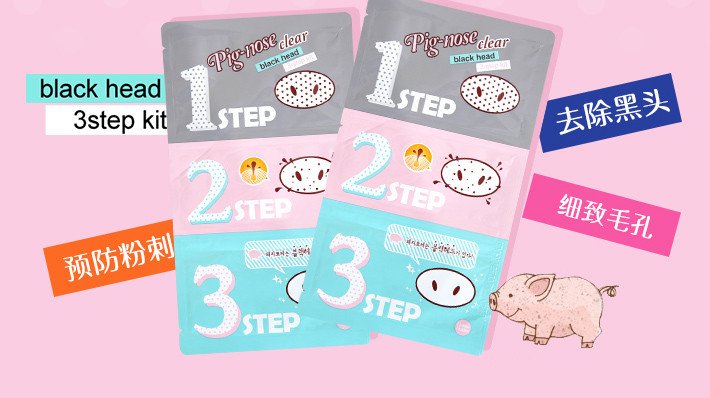 Pig-nose clear
black head
1 STEP
2 STEP
3 STEP
Pig-nose clear
black head
1 STEP
2 STEP
3 STEP
black head
3step kit
去除黑头
细致毛孔
预防粉刺